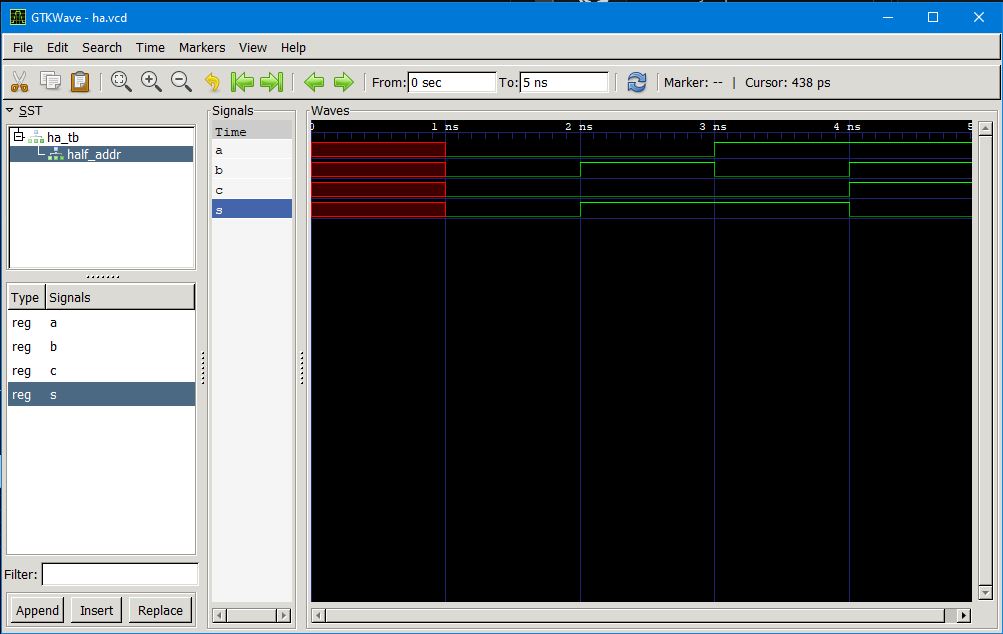 GTKWave - ha.vcd
File Edit Search Time Markers View Help
From: 0 sec To: 5 ns Marker: -- | Cursor: 438 ps
SST
ha_tb
half_addr
Type Signals
reg a
reg b
reg c
reg s
Filter:
Append Insert Replace
Signals
Time
a
b
c
s
Waves
0 1 ns 2 ns 3 ns 4 ns 5